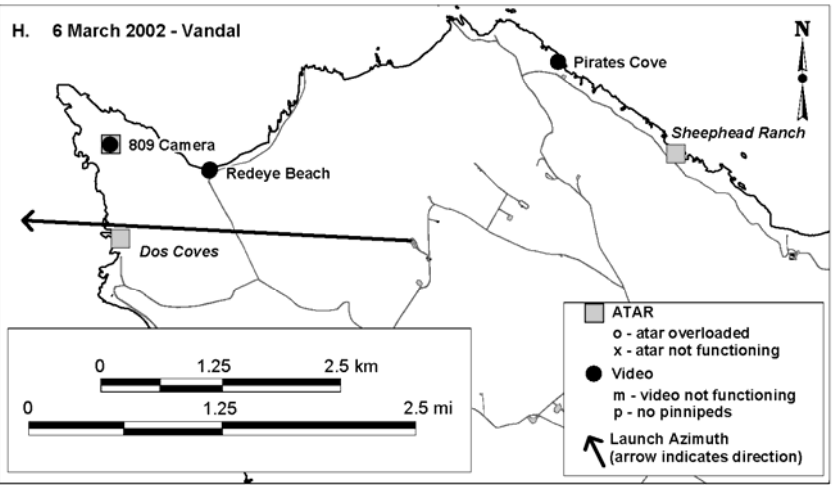 H. 6 March 2002 - Vandal
N
Pirates Cove
Sheephead Ranch
809 Camera
Redeye Beach
Dos Coves
0 1.25 2.5 km
0 1.25 2.5 mi
ATAR
o - atar overloaded
x - atar not functioning
Video
m - video not functioning
p - no pinnipeds
Launch Azimuth
(arrow indicates direction)